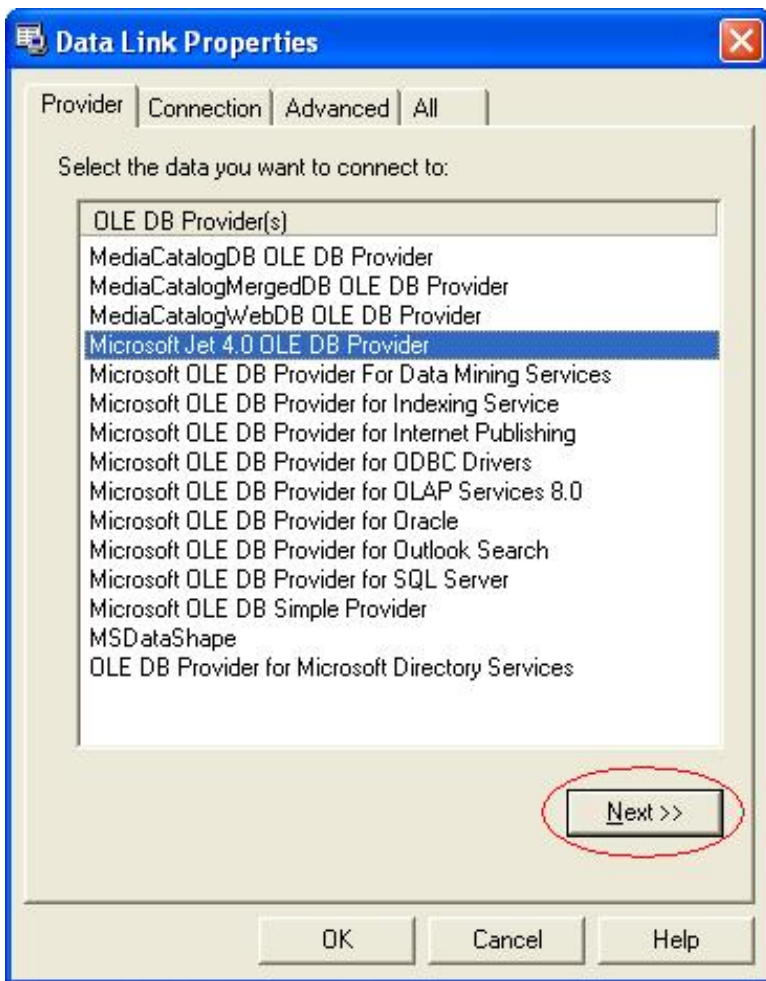 Data Link Properties
Provider Connection Advanced All
Select the data you want to connect to:
OLE DB Provider(s)
MediaCatalogDB OLE DB Provider
MediaCatalogMergedDB OLE DB Provider
MediaCatalogWebDB OLE DB Provider
Microsoft Jet 4.0 OLE DB Provider
Microsoft OLE DB Provider For Data Mining Services
Microsoft OLE DB Provider for Indexing Service
Microsoft OLE DB Provider for Internet Publishing
Microsoft OLE DB Provider for ODBC Drivers
Microsoft OLE DB Provider for OLAP Services 8.0
Microsoft OLE DB Provider for Oracle
Microsoft OLE DB Provider for Outlook Search
Microsoft OLE DB Provider for SQL Server
Microsoft OLE DB Simple Provider
MSDataShape
OLE DB Provider for Microsoft Directory Services
Next >>
OK Cancel Help